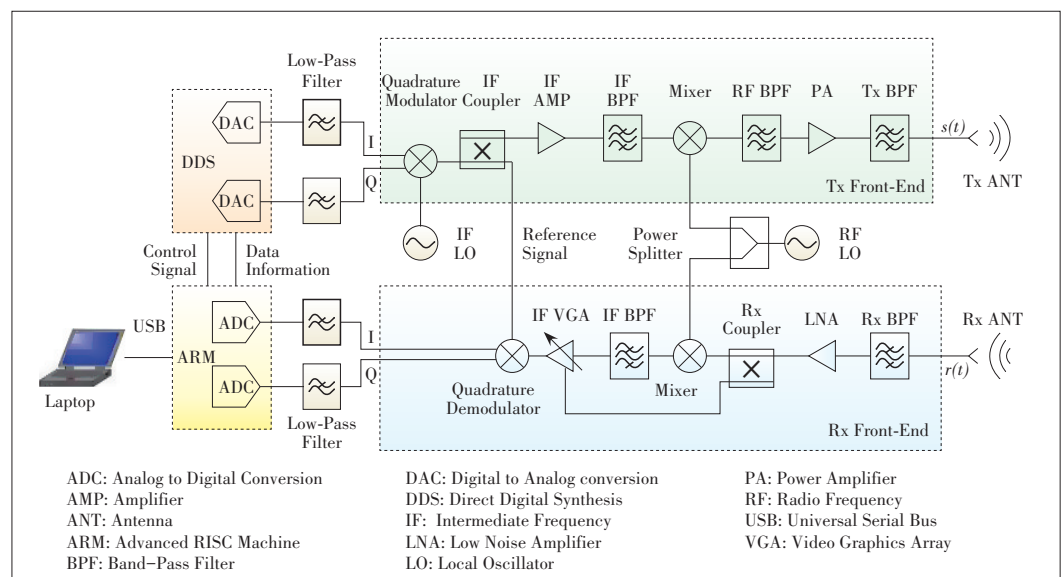 Low-Pass
Filter
Quadrature
Modulator
IF
Coupler
IF
AMP
IF
BPF
Mixer
RF BPF
PA
Tx BPF
DAC
DDS
DAC
I
Q
s(t)
Tx ANT
Tx Front-End
Control
Signal
Data
Information
IF
LO
Reference
Signal
Power
Splitter
RF
LO
USB
ADC
ARM
ADC
Laptop
I
Q
Low-Pass
Filter
Quadrature
Demodulator
IF VGA
IF BPF
Mixer
Rx
Coupler
LNA
Rx BPF
Rx ANT
r(t)
Rx Front-End
ADC: Analog to Digital Conversion
AMP: Amplifier
ANT: Antenna
ARM: Advanced RISC Machine
BPF: Band-Pass Filter
DAC: Digital to Analog conversion
DDS: Direct Digital Synthesis
IF: Intermediate Frequency
LNA: Low Noise Amplifier
LO: Local Oscillator
PA: Power Amplifier
RF: Radio Frequency
USB: Universal Serial Bus
VGA: Video Graphics Array